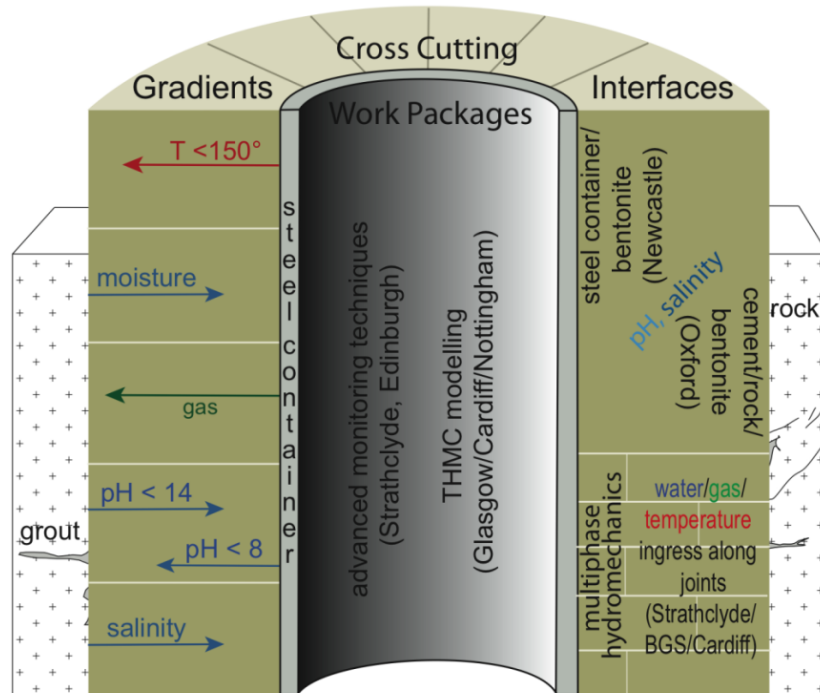 Cross Cutting
Gradients
Interfaces
Work Packages
T <150°
moisture
gas
pH < 14
grout
pH < 8
salinity
steel container
advanced monitoring techniques
(Strathclyde, Edinburgh)
THMC modelling
(Glasgow/Cardiff/Nottingham)
steel container/
bentonite
(Newcastle)
pH, salinity
cement/rock/
bentonite
(Oxford)
rock
multiphase
hydromechanics
water/gas/
temperature
ingress along
joints
(Strathclyde/
BGS/Cardiff)